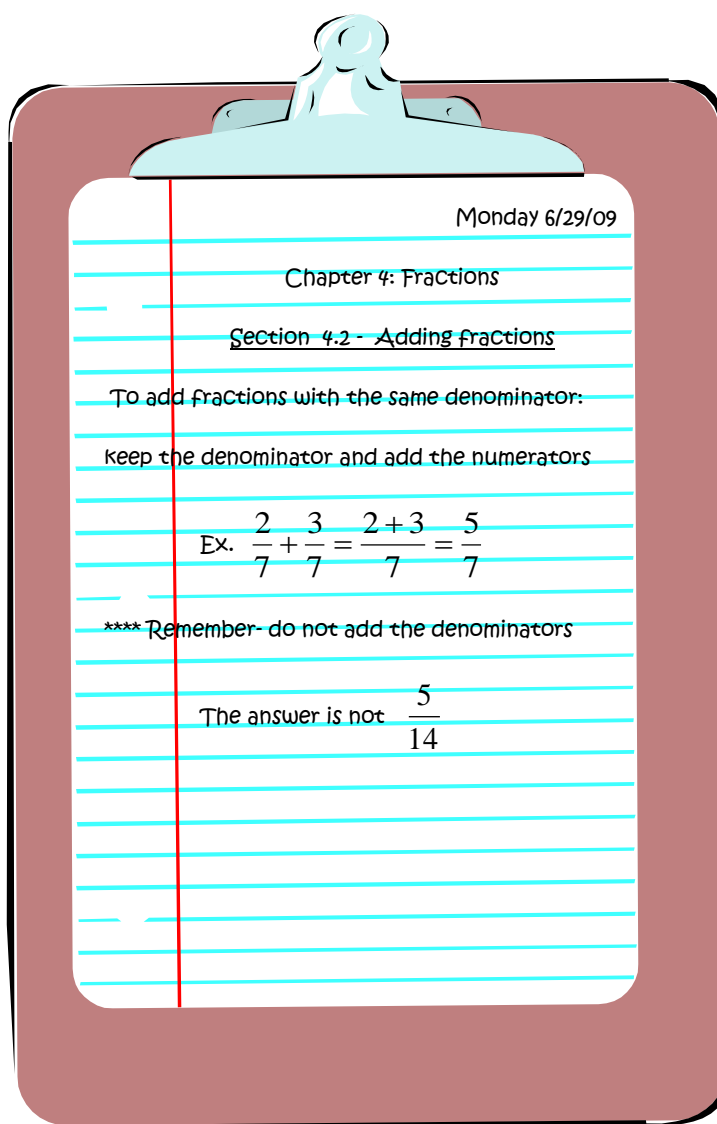 Monday 6/29/09
Chapter 4: Fractions
Section 4.2 - Adding fractions
To add fractions with the same denominator:
keep the denominator and add the numerators
Ex. 2/7 + 3/7 = (2 + 3)/7 = 5/7
**** Remember- do not add the denominators
The answer is not 5/14